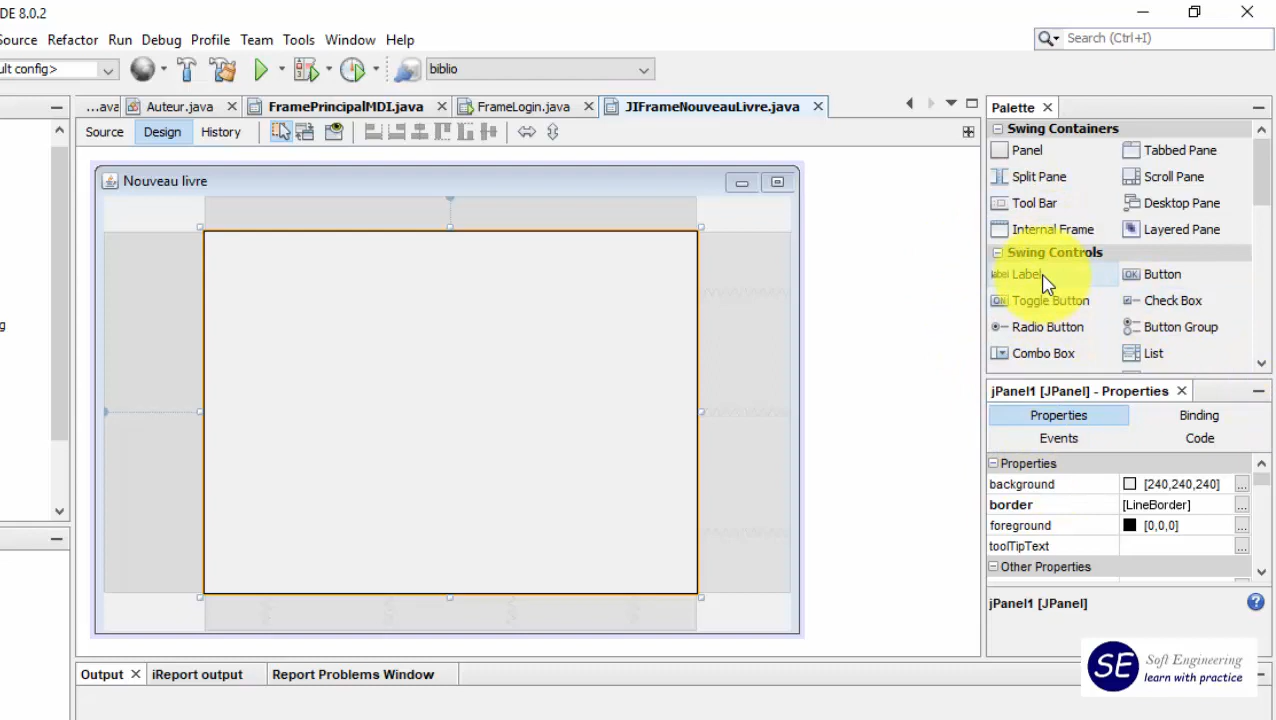 DE 8.0.2
Source Refactor Run Debug Profile Team Tools Window Help
Search (Ctrl+I)
ult config>
biblio
...ava Auteur.java FramePrincipalMDI.java FrameLogin.java JIFrameNouveauLivre.java
Source Design History
Nouveau livre
g
Palette
Swing Containers
Panel Tabbed Pane
Split Pane Scroll Pane
Tool Bar Desktop Pane
Internal Frame Layered Pane
Swing Controls
label Label OK Button
ON Toggle Button Check Box
Radio Button Button Group
Combo Box List
jPanel1 [JPanel] - Properties
Properties Binding
Events Code
Properties
background [240,240,240] ...
border [LineBorder] ...
foreground [0,0,0] ...
toolTipText ...
Other Properties
jPanel1 [JPanel]
Output iReport output Report Problems Window
SE Soft Engineering
learn with practice